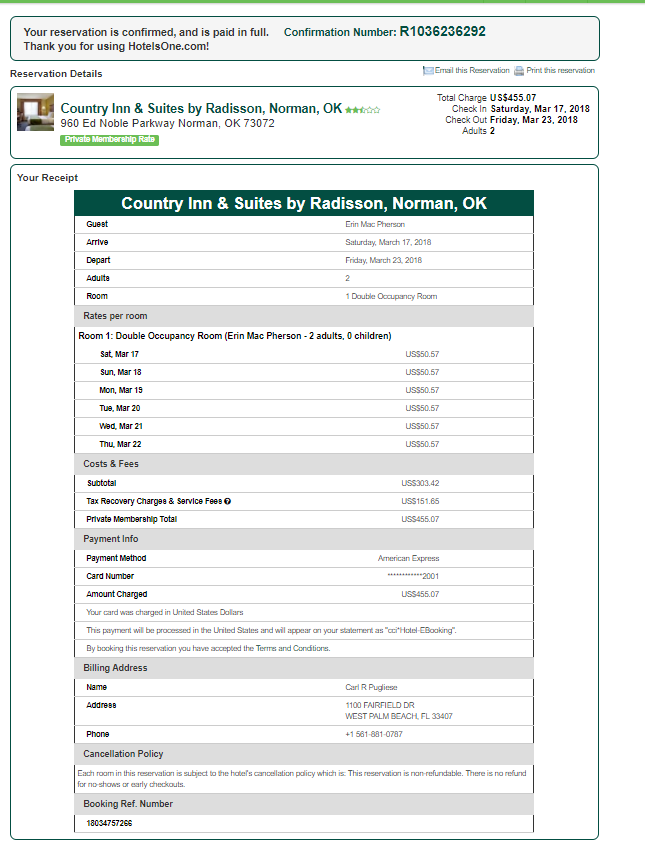 Your reservation is confirmed, and is paid in full. Confirmation Number: R1036236292
Thank you for using HotelsOne.com!
Reservation Details
Email this Reservation Print this reservation
Country Inn & Suites by Radisson, Norman, OK
960 Ed Noble Parkway Norman, OK 73072
Private Membership Rate
Total Charge US$455.07
Check In Saturday, Mar 17, 2018
Check Out Friday, Mar 23, 2018
Adults 2
Your Receipt
Country Inn & Suites by Radisson, Norman, OK
Guest Erin Mac Pherson
Arrive Saturday, March 17, 2018
Depart Friday, March 23, 2018
Adults 2
Room 1 Double Occupancy Room
Rates per room
Room 1: Double Occupancy Room (Erin Mac Pherson - 2 adults, 0 children)
Sat, Mar 17 US$50.57
Sun, Mar 18 US$50.57
Mon, Mar 19 US$50.57
Tue, Mar 20 US$50.57
Wed, Mar 21 US$50.57
Thu, Mar 22 US$50.57
Costs & Fees
Subtotal US$303.42
Tax Recovery Charges & Service Fees US$151.65
Private Membership Total US$455.07
Payment Info
Payment Method American Express
Card Number ************2001
Amount Charged US$455.07
Your card was charged in United States Dollars
This payment will be processed in the United States and will appear on your statement as "cci*Hotel-EBooking".
By booking this reservation you have accepted the Terms and Conditions.
Billing Address
Name Carl R Pugliese
Address 1100 FAIRFIELD DR
WEST PALM BEACH, FL 33407
Phone +1 561-881-0787
Cancellation Policy
Each room in this reservation is subject to the hotel's cancellation policy which is: This reservation is non-refundable. There is no refund
for no-shows or early checkouts.
Booking Ref. Number
18034757266